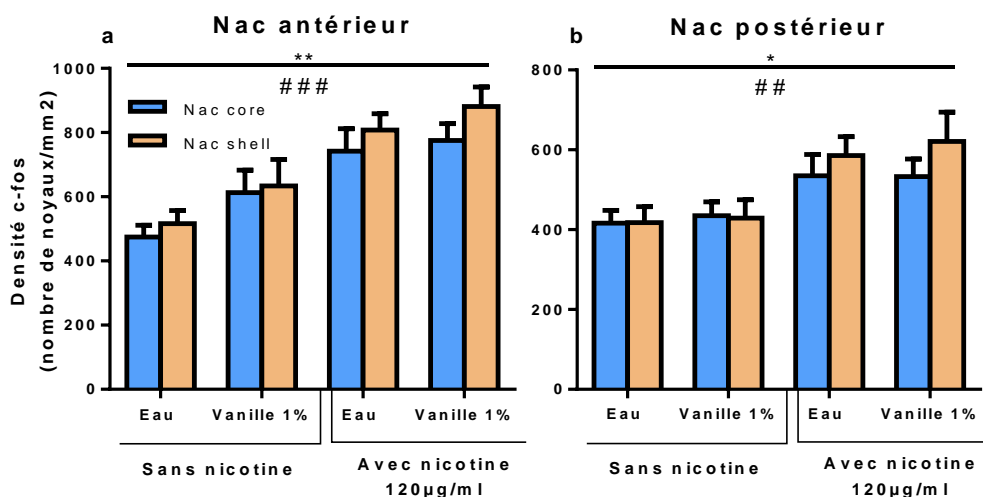 a
Nac antérieur
**
###
1000
800
600
400
200
0
Nac core
Nac shell
Densité c-fos
(nombre de noyaux/mm2)
Eau
Vanille 1%
Eau
Vanille 1%
Sans nicotine
Avec nicotine
120µg/ml
b
Nac postérieur
*
##
800
600
400
200
0
Eau
Vanille 1%
Eau
Vanille 1%
Sans nicotine
Avec nicotine
120µg/ml